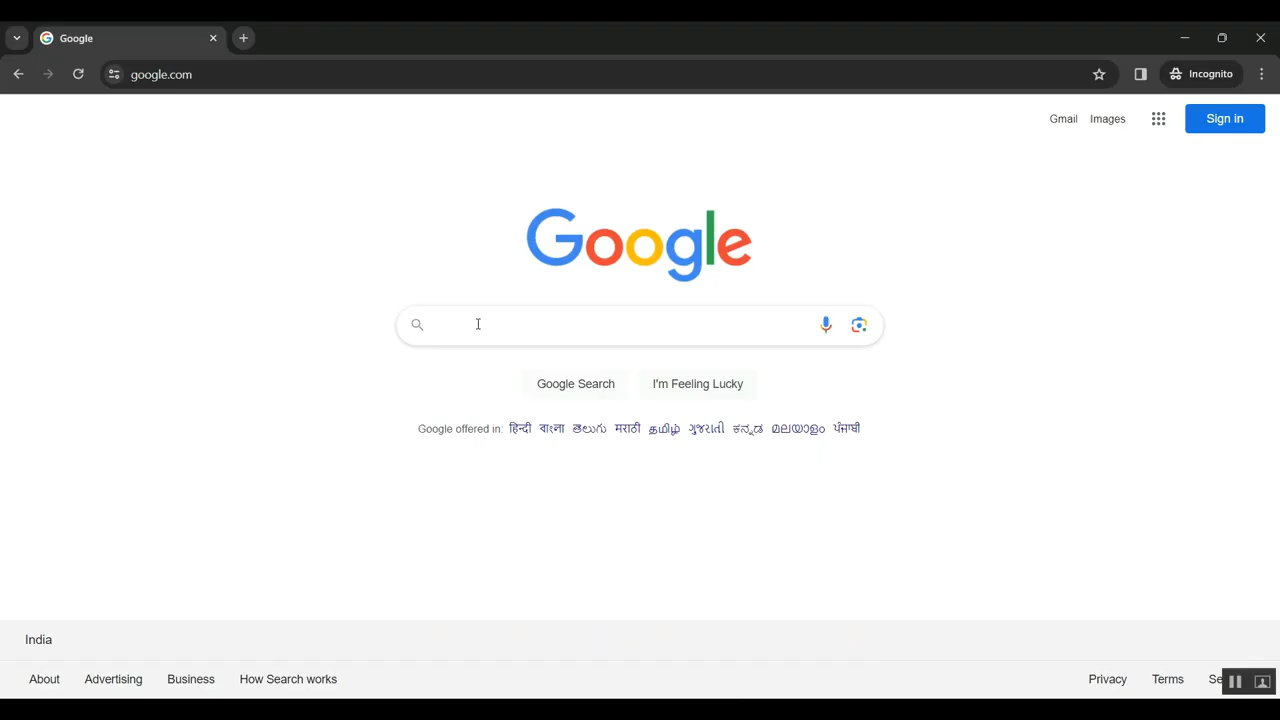 Google
google.com
Incognito
Gmail Images
Sign in
Google
Google Search I'm Feeling Lucky
Google offered in: हिन्दी বাংলা తెలుగు मराठी தமிழ் ગુજરાતી ಕನ್ನಡ മലയാളം ਪੰਜਾਬੀ
India
About Advertising Business How Search works Privacy Terms